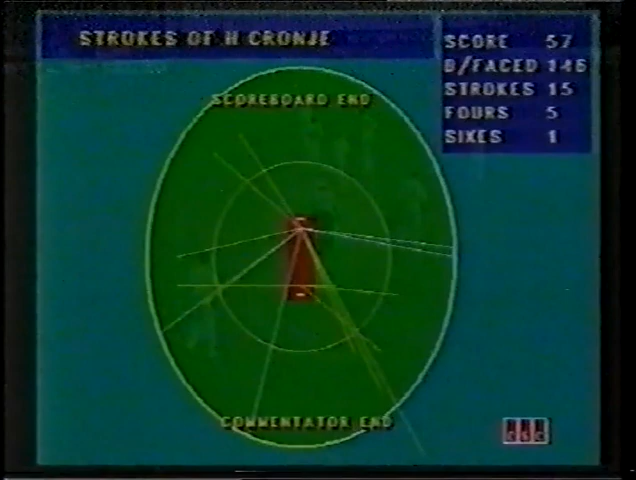 STROKES OF H CRONJE
SCORE 57
B/FACED 146
STROKES 15
FOURS 5
SIXES 1
SCOREBOARD END
COMMENTATOR END